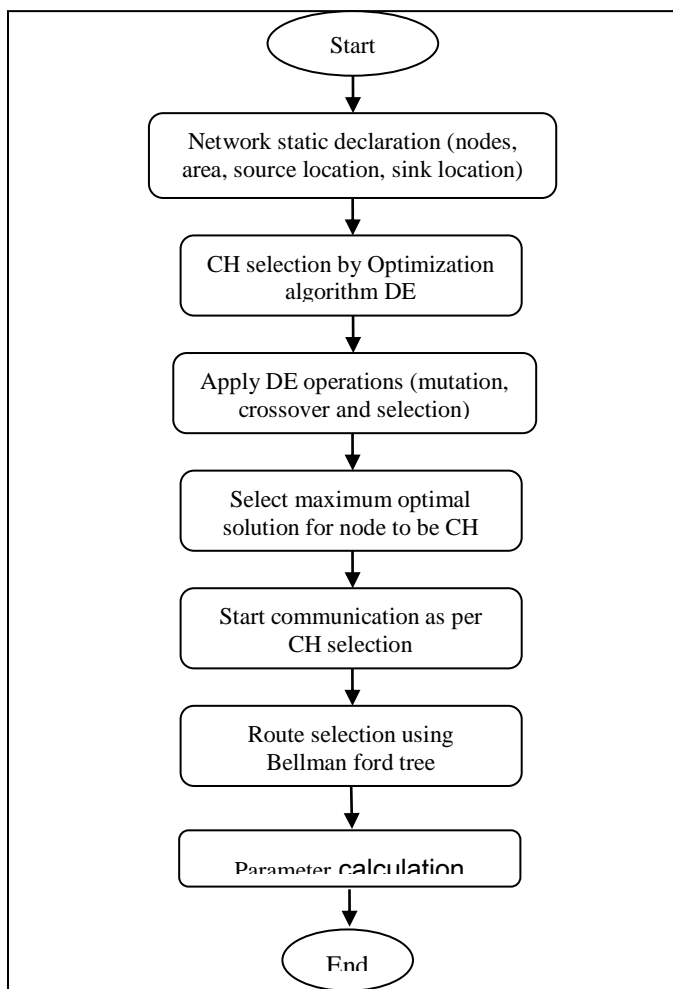 Start
Network static declaration (nodes,
area, source location, sink location)
CH selection by Optimization
algorithm DE
Apply DE operations (mutation,
crossover and selection)
Select maximum optimal
solution for node to be CH
Start communication as per
CH selection
Route selection using
Bellman ford tree
Parameter calculation
End